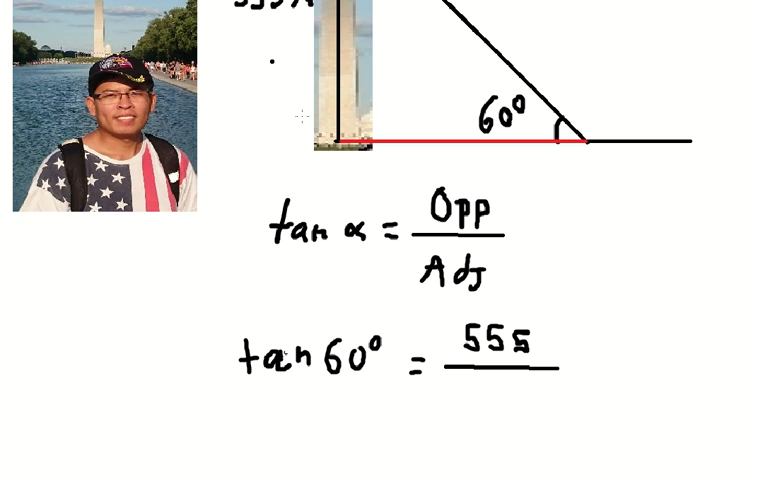 60°
tan α = Opp / Adj
tan 60° = 555